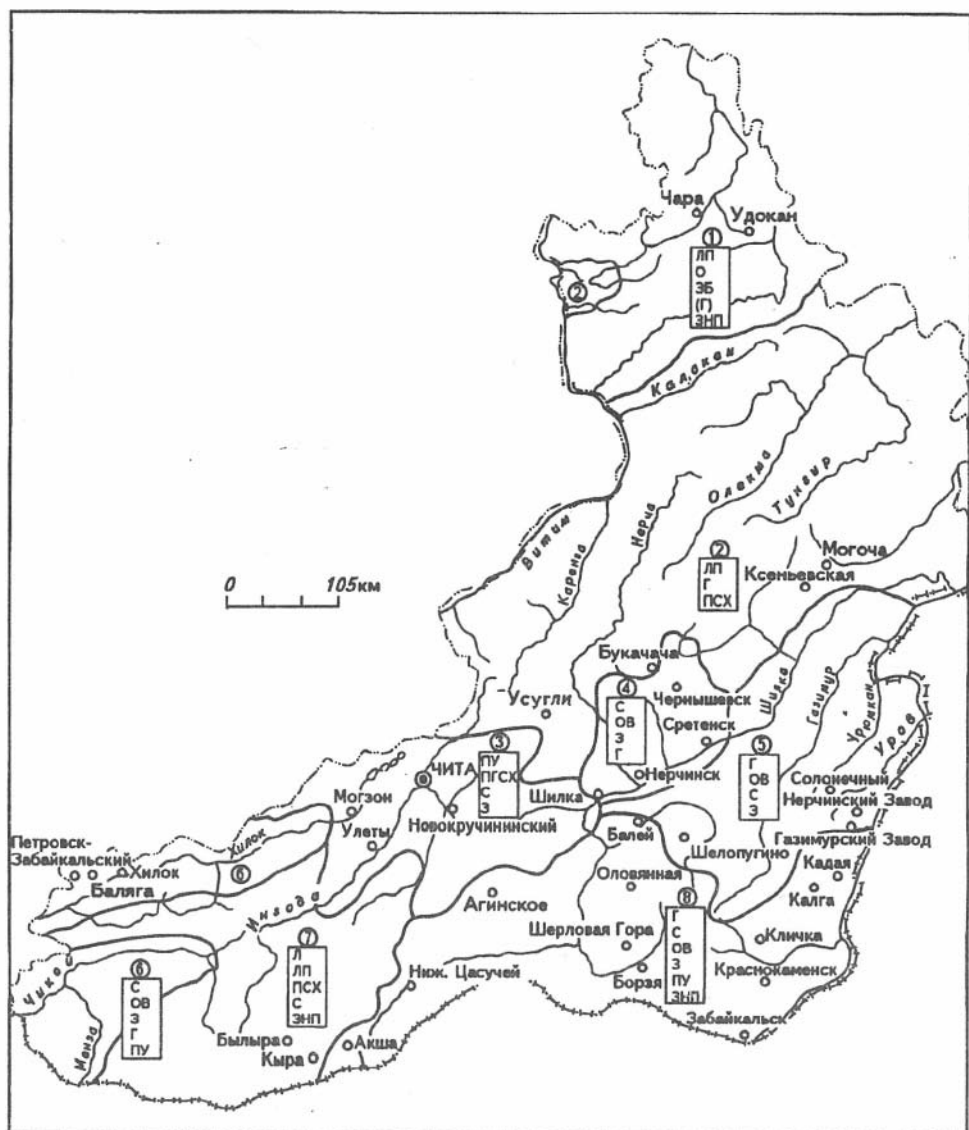 Чара
Удокан
①
ЛП
О
ЗБ
(Г)
ЗНП
②
Калакан
Олекма
Тунгир
Нерча
Витим
Каренга
0 105км
②
ЛП
Г
ПСХ
Могоча
Ксеньевская
Букачача
④
С
ОВ
З
Г
Чернышевск
Сретенск
Шилка
Газимур
Урюмкан
Уров
Усугли
③
ПУ
ПГСХ
С
З
ЧИТА
⑤
Г
ОВ
С
З
Нерчинск
Солонечный
Нерчинский Завод
Шилка
Могзон
Новокручининский
Улеты
Балей
Газимурский Завод
Петровск-
Забайкальский
Хилок
Хилок
Баляга
⑥
Шелопугино
Кадая
Оловянная
Калга
Агинское
Ингода
⑧
Г
С
ОВ
З
ПУ
ЗНП
⑦
Л
ЛП
ПСХ
С
ЗНП
Шерловая Гора
Кличка
Чикой
⑥
С
ОВ
З
Г
ПУ
Ниж. Цасучей
Борзя
Краснокаменск
Менза
Былыра
Кыра
Акша
Забайкальск